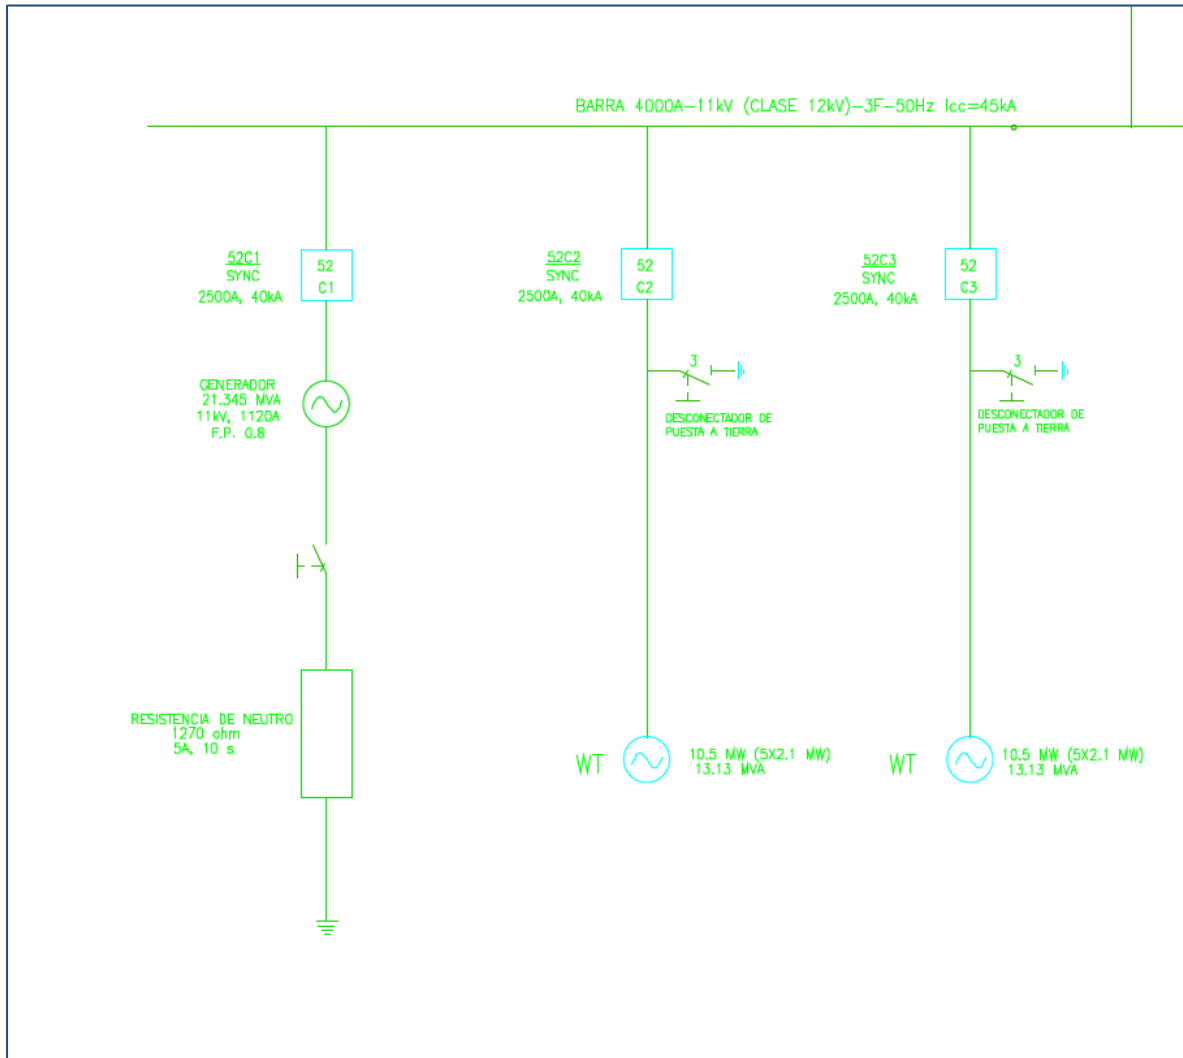 BARRA 4000A-11kV (CLASE 12kV)-3F-50Hz Icc=45kA
52C1
SYNC
2500A, 40kA
52
C1
52C2
SYNC
2500A, 40kA
52
C2
52C3
SYNC
2500A, 40kA
52
C3
GENERADOR
21.345 MVA
11kV, 1120A
F.P. 0.8
3
DESCONECTADOR DE
PUESTA A TIERRA
3
DESCONECTADOR DE
PUESTA A TIERRA
RESISTENCIA DE NEUTRO
1270 ohm
5A, 10 s
WT
10.5 MW (5X2.1 MW)
13.13 MVA
WT
10.5 MW (5X2.1 MW)
13.13 MVA